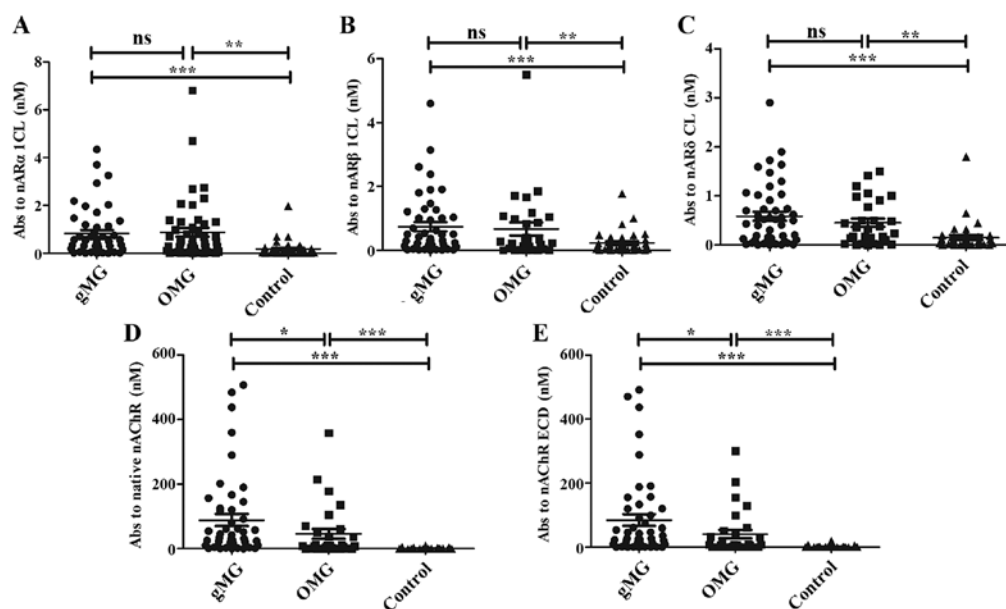 A
ns
**
***
Abs to nARα 1CL (nM)
8
6
4
2
0
gMG
OMG
Control
B
ns
**
***
Abs to nARβ 1CL (nM)
6
4
2
0
gMG
OMG
Control
C
ns
**
***
Abs to nARδ CL (nM)
4
3
2
1
0
gMG
OMG
Control
D
*
***
***
Abs to native nAChR (nM)
600
400
200
0
gMG
OMG
Control
E
*
***
***
Abs to nAChR ECD (nM)
600
400
200
0
gMG
OMG
Control